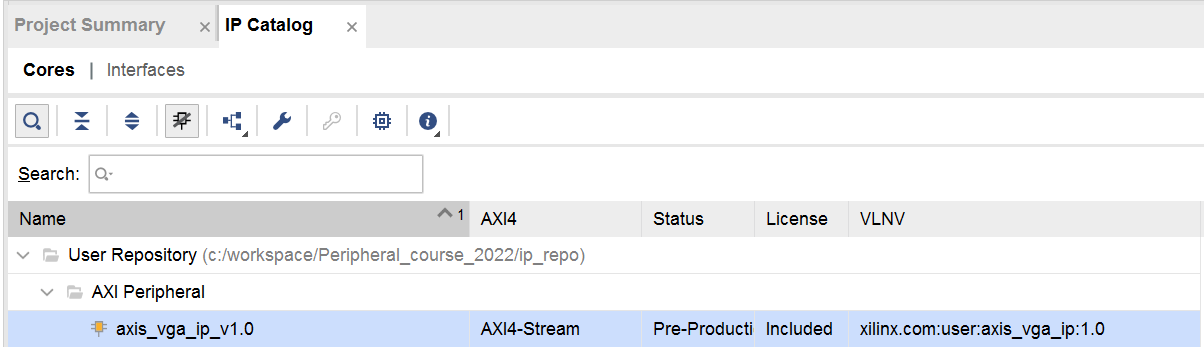 Project Summary × IP Catalog ×
Cores | Interfaces
Search:
Name 1 AXI4 Status License VLNV
User Repository (c:/workspace/Peripheral_course_2022/ip_repo)
AXI Peripheral
axis_vga_ip_v1.0 AXI4-Stream Pre-Producti Included xilinx.com:user:axis_vga_ip:1.0